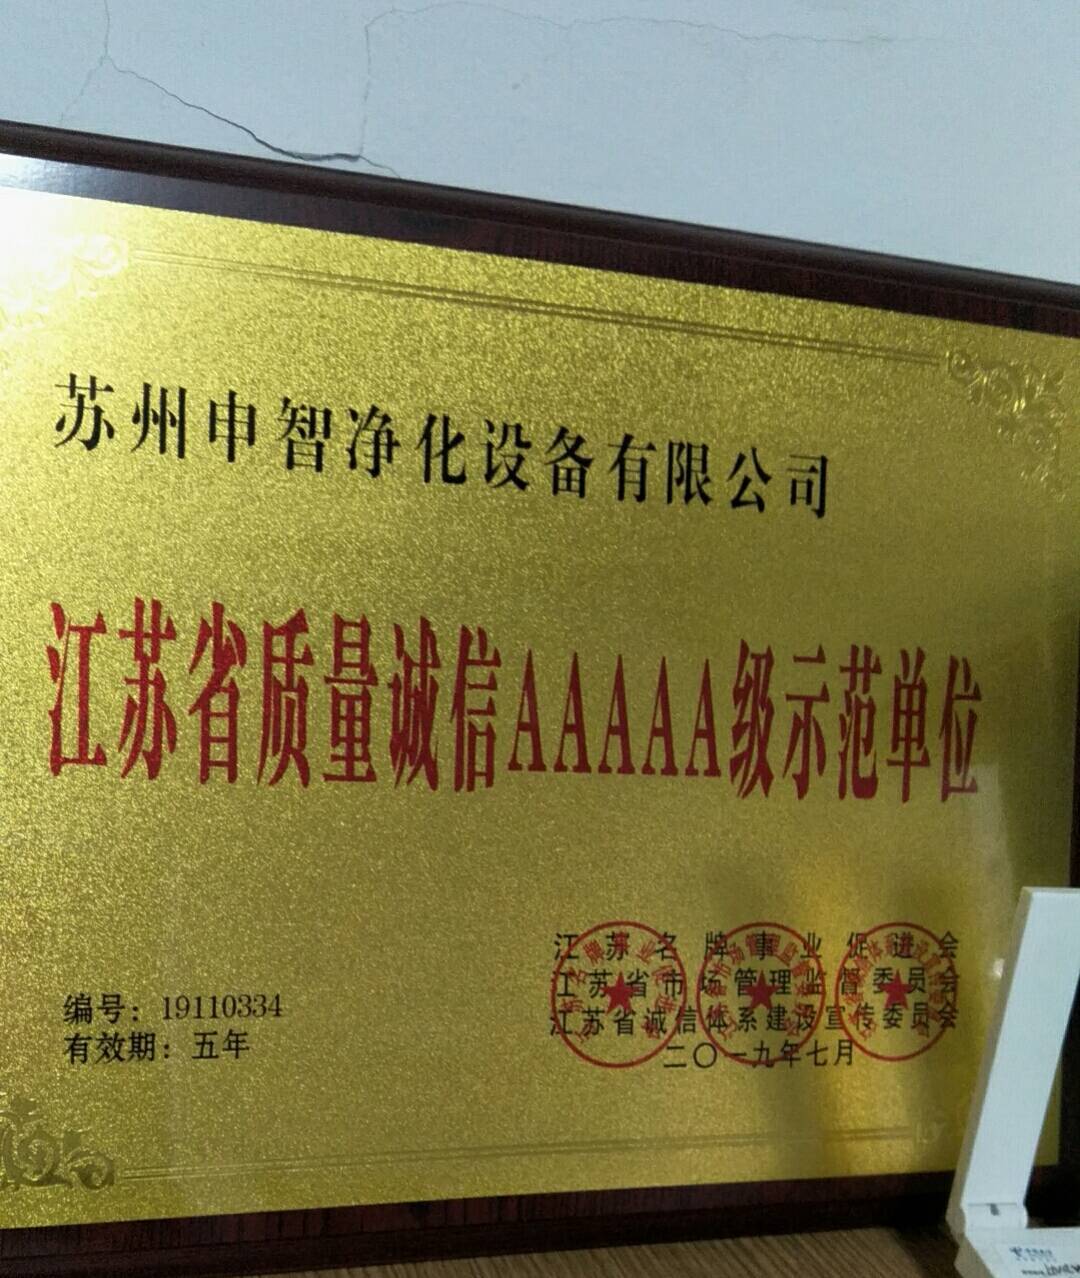 苏州申智净化设备有限公司
江苏省质量诚信AAAAA级示范单位
编号：19110334
有效期：五年
江苏名牌事业促进会
江苏省市场管理监督委员会
江苏省诚信体系建设宣传委员会
二〇一九年七月